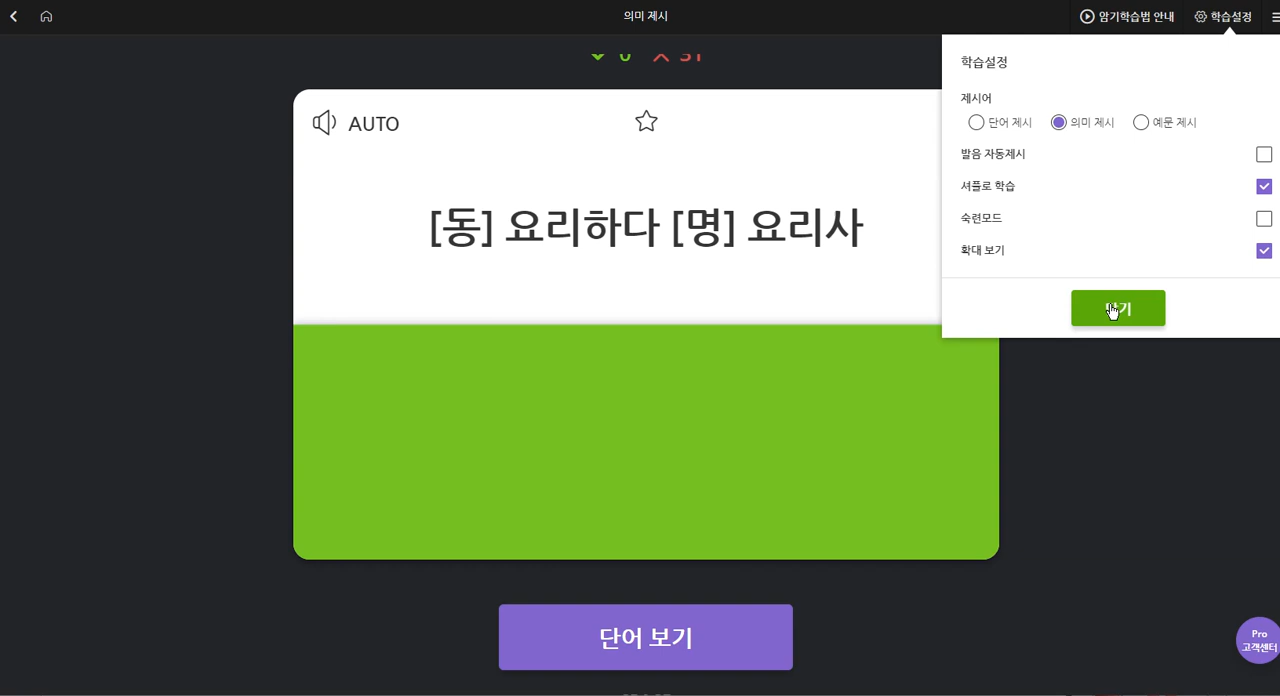 의미 제시
암기학습법 안내
학습설정
학습설정
제시어
단어 제시
의미 제시
예문 제시
발음 자동제시
셔플로 학습
숙련모드
확대 보기
AUTO
[동] 요리하다 [명] 요리사
단어 보기
Pro
고객센터